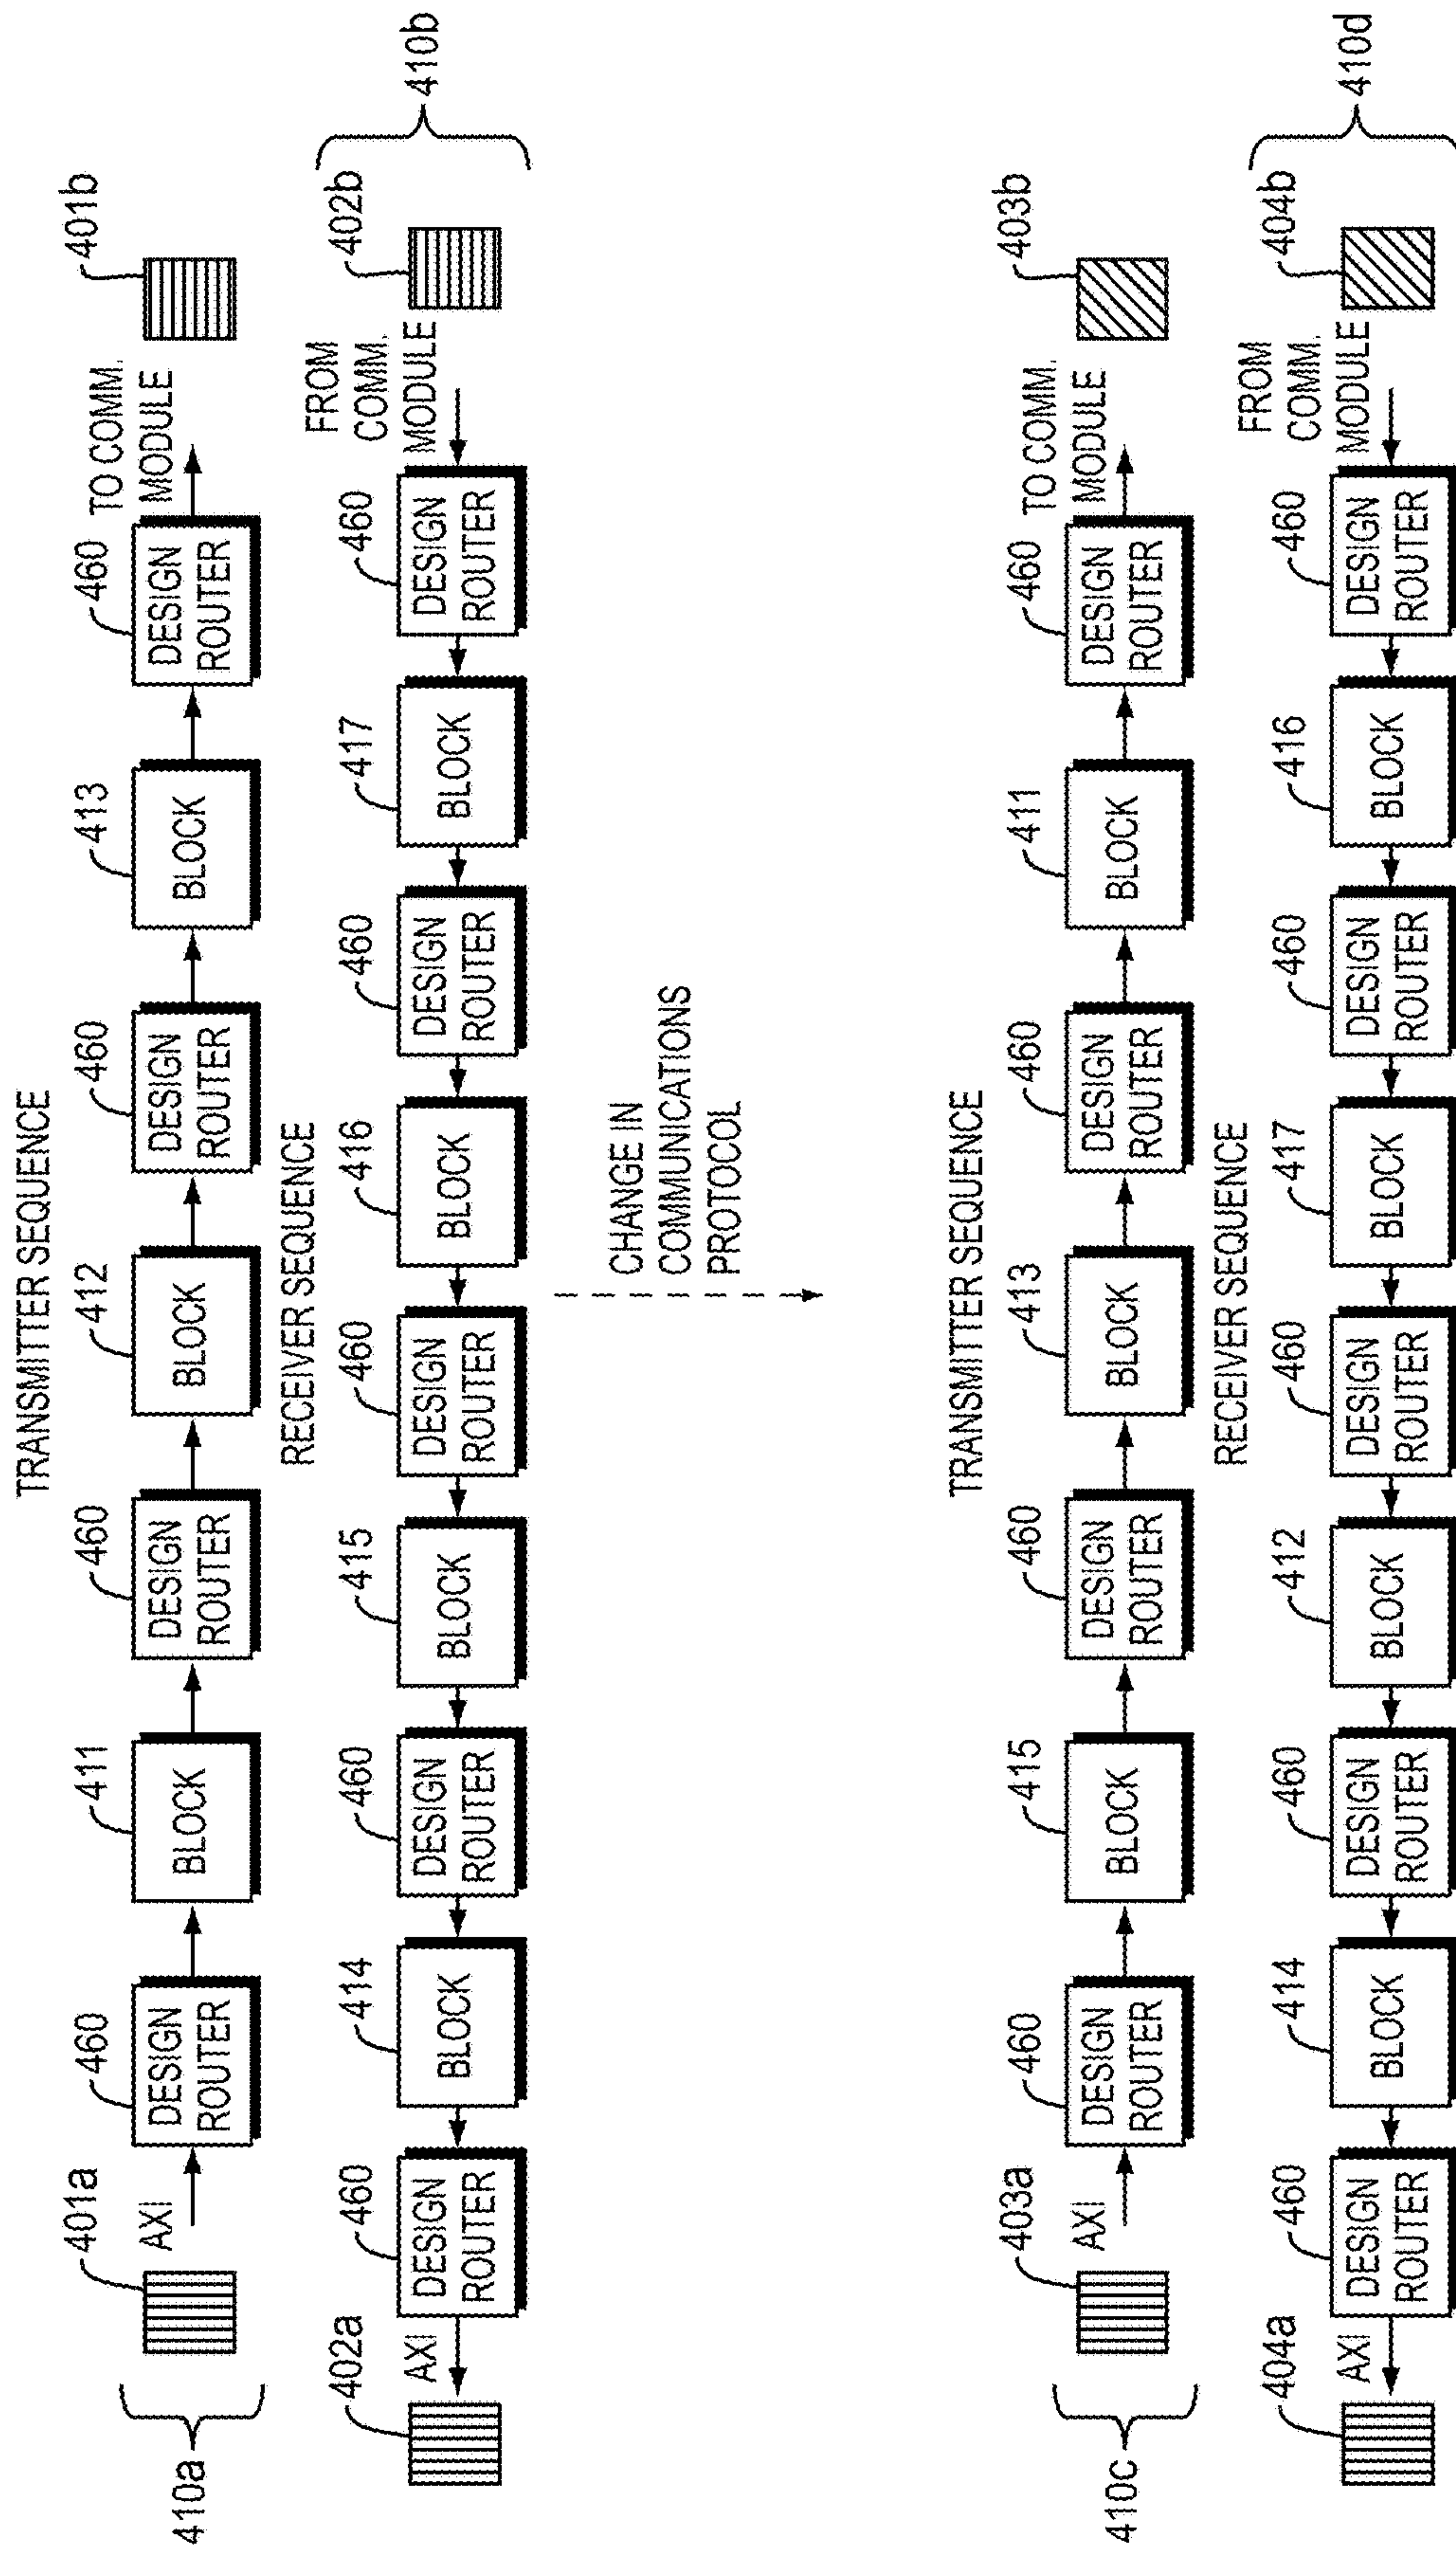 TRANSMITTER SEQUENCE
410a
401a
AXI
460
DESIGN
ROUTER
411
BLOCK
460
DESIGN
ROUTER
412
BLOCK
460
DESIGN
ROUTER
413
BLOCK
460
DESIGN
ROUTER
TO COMM.
MODULE
401b
RECEIVER SEQUENCE
402a
AXI
460
DESIGN
ROUTER
414
BLOCK
460
DESIGN
ROUTER
415
BLOCK
460
DESIGN
ROUTER
416
BLOCK
460
DESIGN
ROUTER
417
BLOCK
460
DESIGN
ROUTER
FROM
COMM.
MODULE
402b
410b
CHANGE IN
COMMUNICATIONS
PROTOCOL
TRANSMITTER SEQUENCE
410c
403a
AXI
460
DESIGN
ROUTER
415
BLOCK
460
DESIGN
ROUTER
413
BLOCK
460
DESIGN
ROUTER
411
BLOCK
460
DESIGN
ROUTER
TO COMM.
MODULE
403b
RECEIVER SEQUENCE
404a
AXI
460
DESIGN
ROUTER
414
BLOCK
460
DESIGN
ROUTER
412
BLOCK
460
DESIGN
ROUTER
417
BLOCK
460
DESIGN
ROUTER
416
BLOCK
460
DESIGN
ROUTER
FROM
COMM.
MODULE
404b
410d